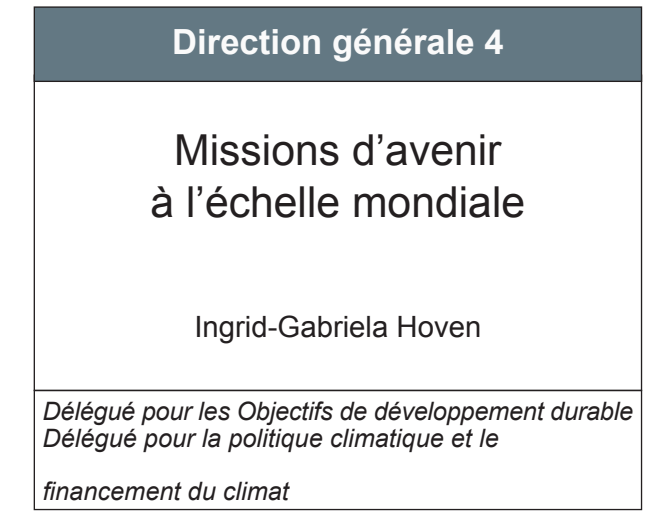 Direction générale 4
Missions d’avenir
à l’échelle mondiale
Ingrid-Gabriela Hoven
Délégué pour les Objectifs de développement durable
Délégué pour la politique climatique et le
financement du climat